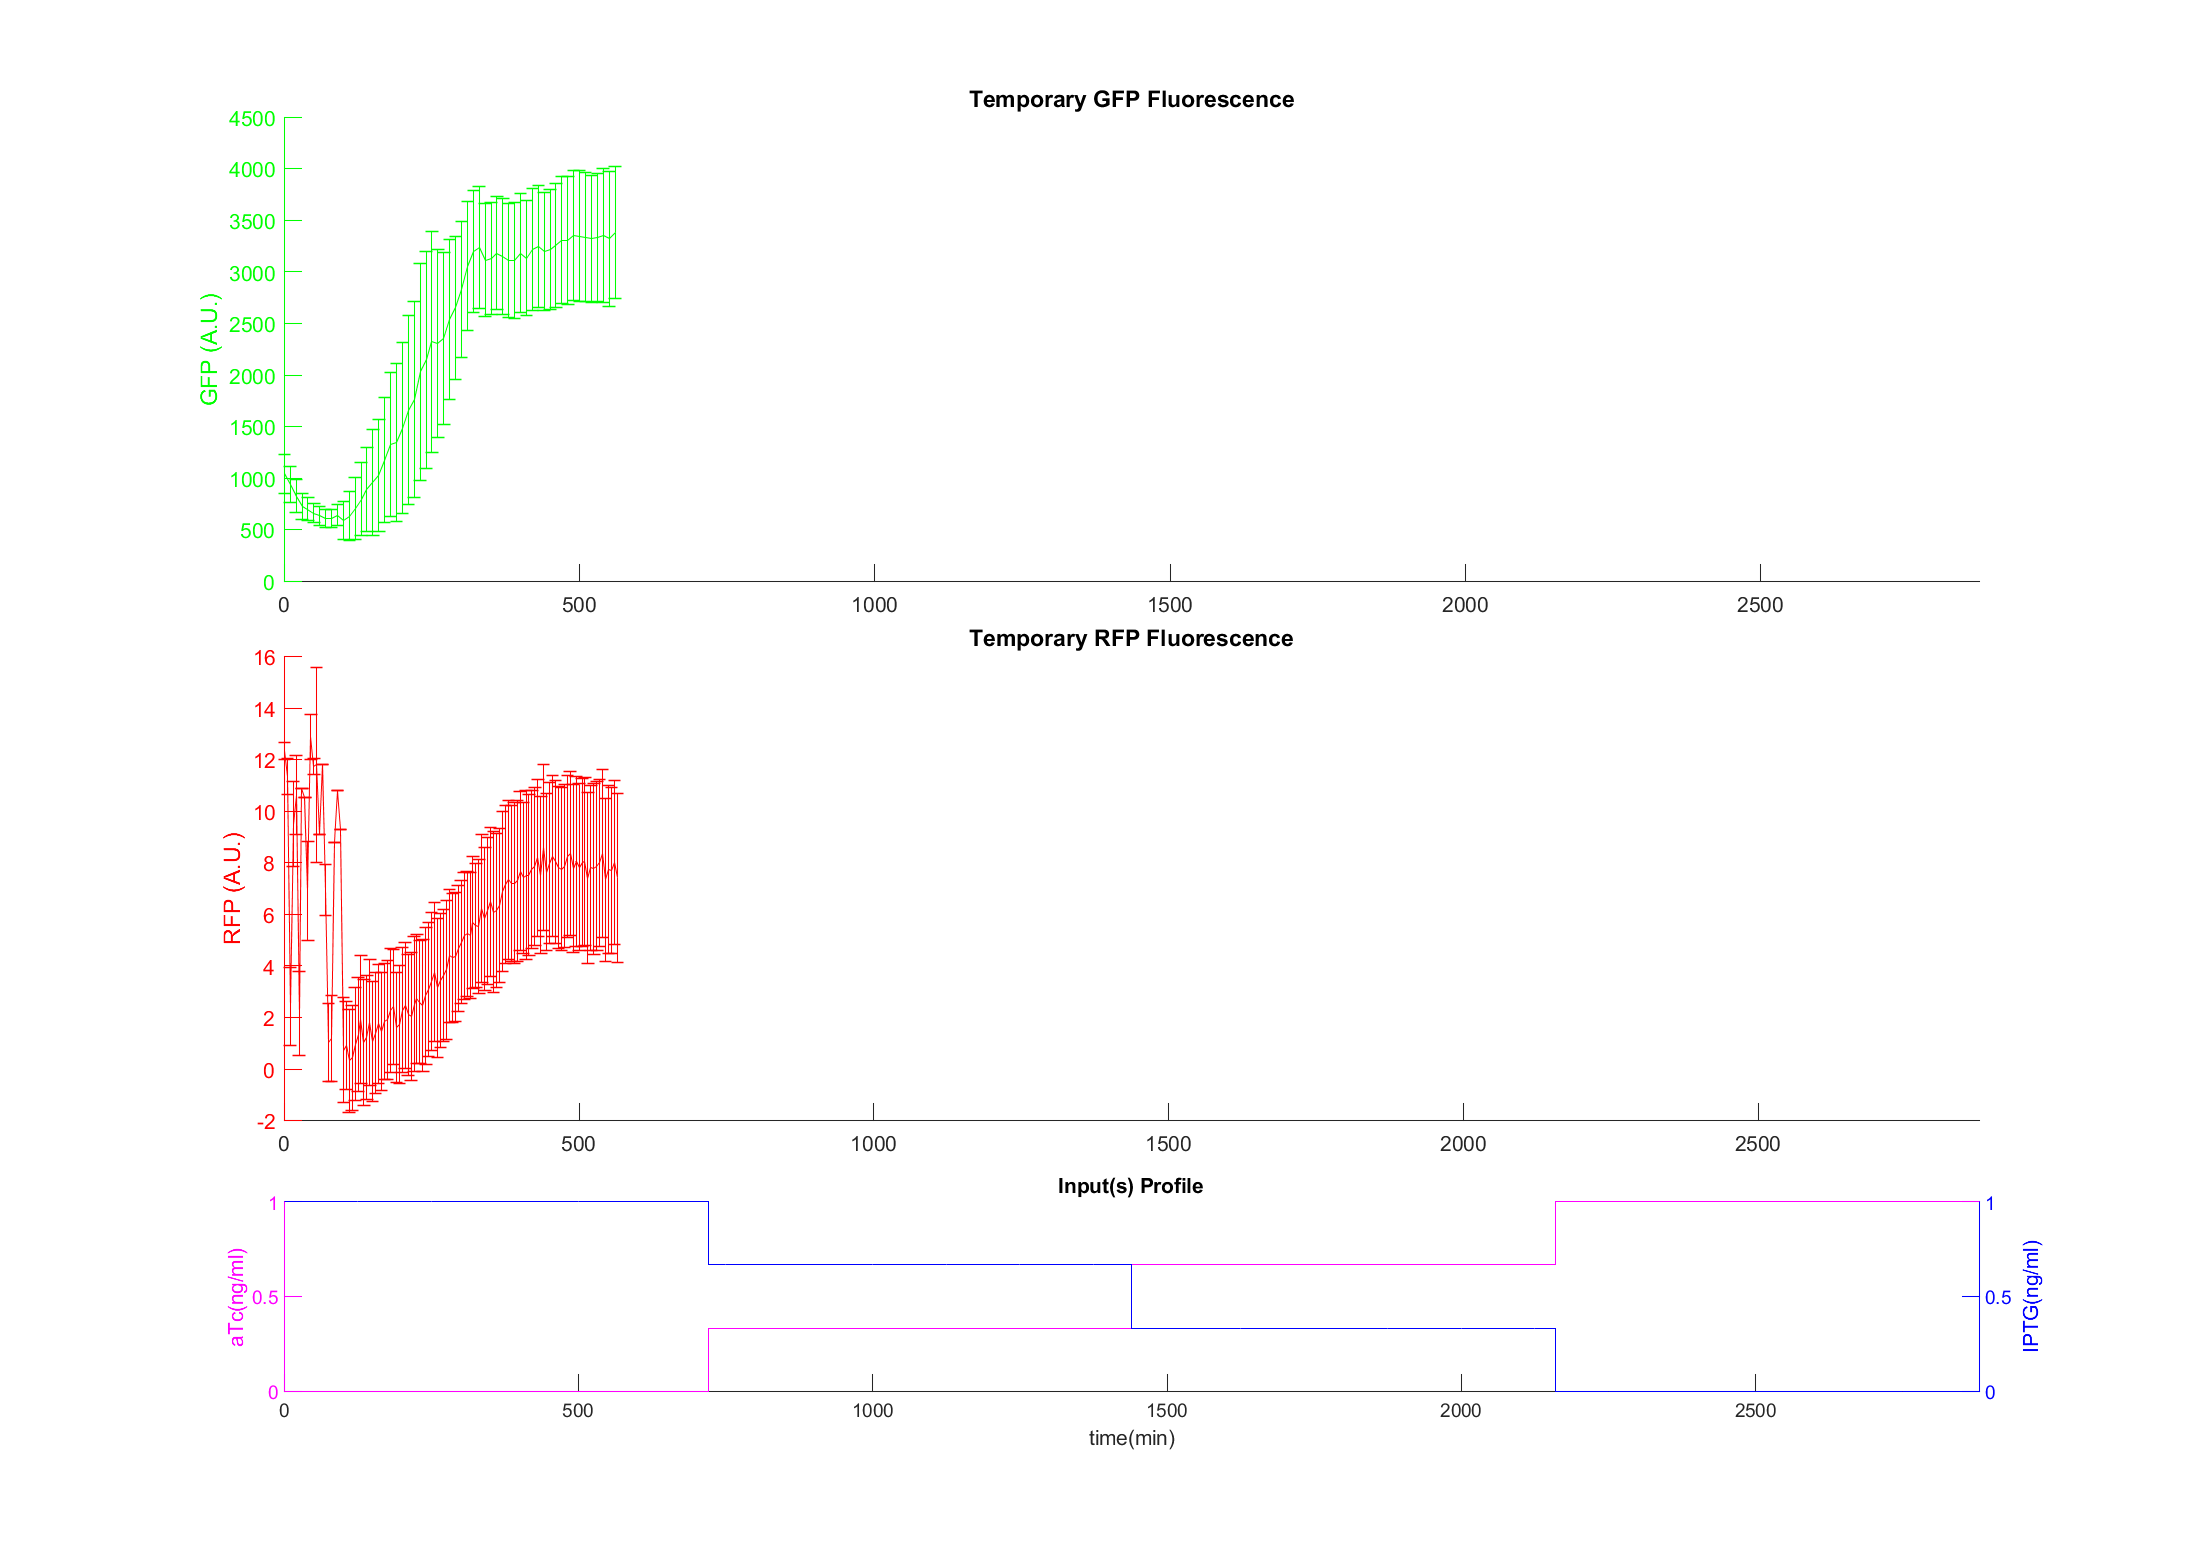 Temporary GFP Fluorescence
4500
4000
3500
3000
2500
2000
1500
1000
500
0
GFP (A.U.)
0 500 1000 1500 2000 2500
Temporary RFP Fluorescence
16
14
12
10
8
6
4
2
0
-2
RFP (A.U.)
0 500 1000 1500 2000 2500
Input(s) Profile
1
0.5
0
aTc(ng/ml)
1
0.5
0
IPTG(ng/ml)
0 500 1000 1500 2000 2500
time(min)